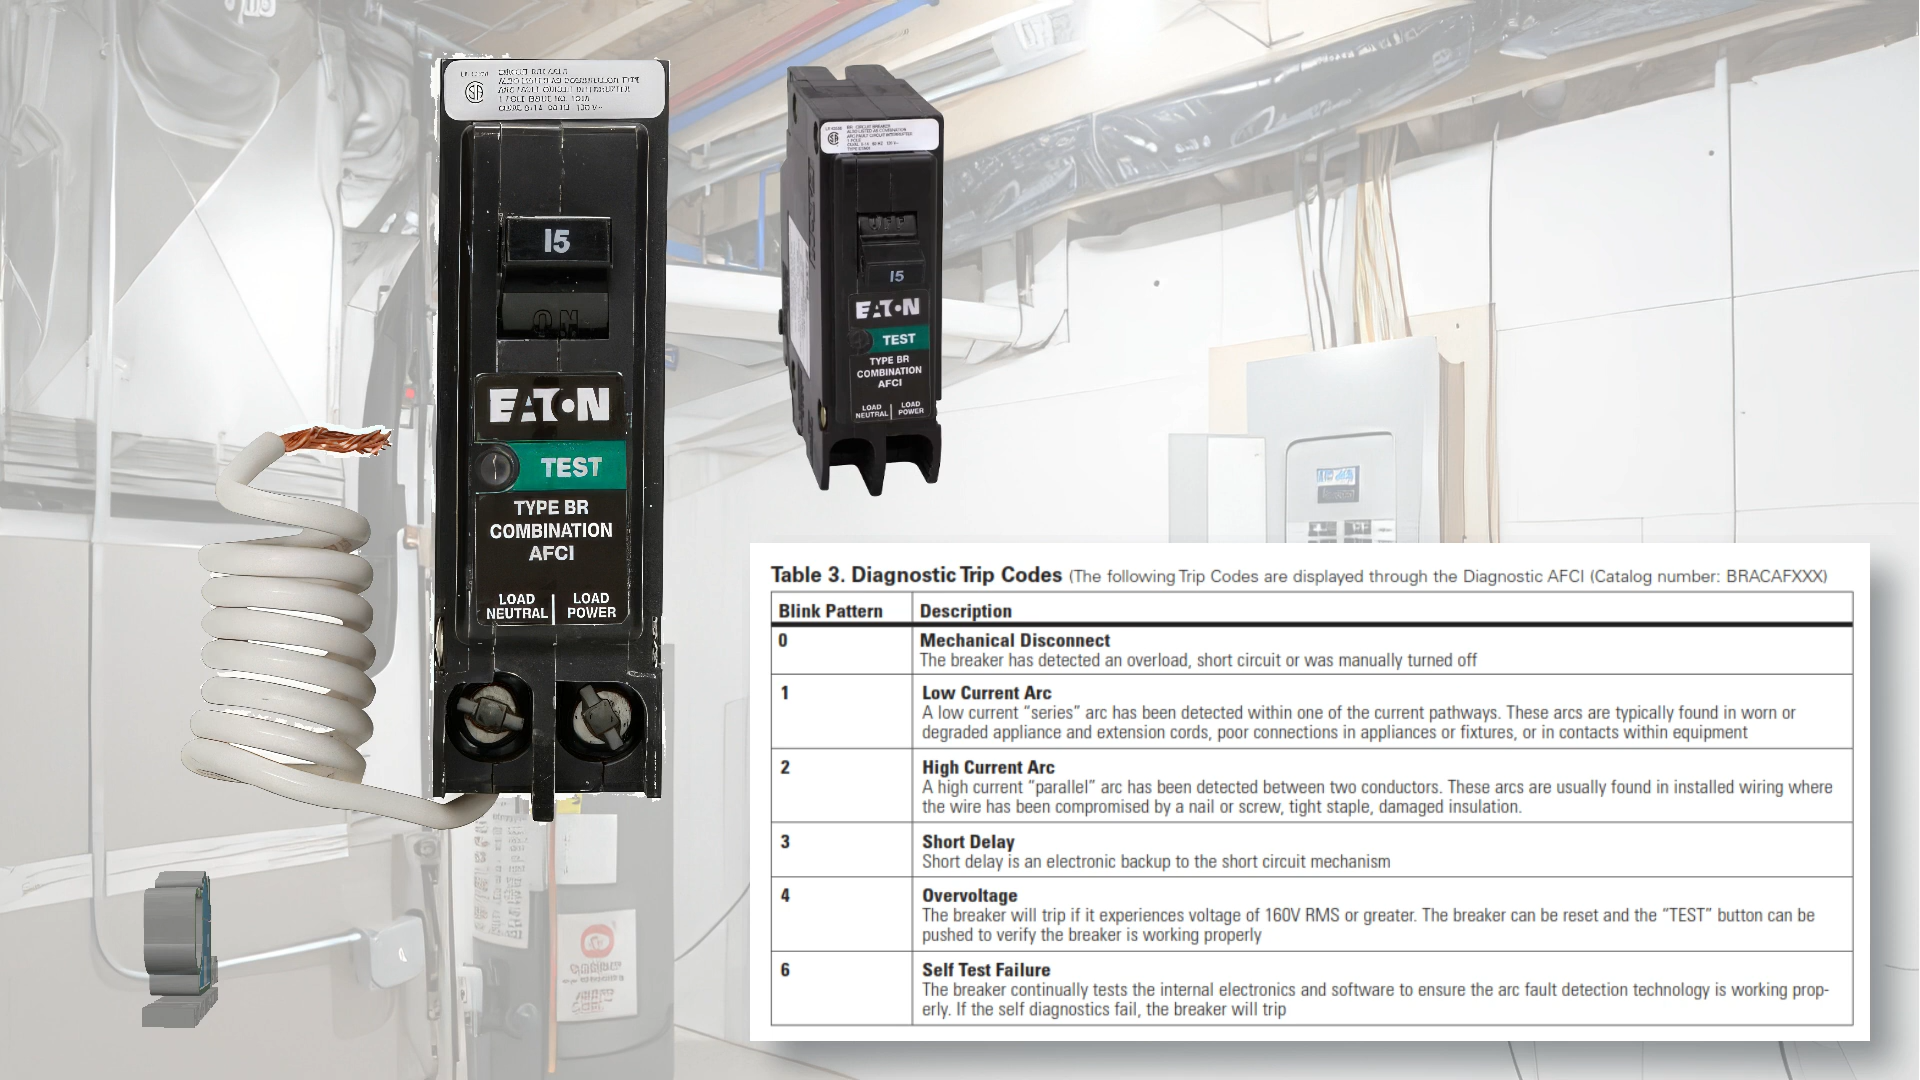 15
ON
EATON
TEST
TYPE BR
COMBINATION
AFCI
LOAD LOAD
NEUTRAL POWER
OFF
15
EATON
TEST
TYPE BR
COMBINATION
AFCI
LOAD LOAD
NEUTRAL POWER
Table 3. Diagnostic Trip Codes (The following Trip Codes are displayed through the Diagnostic AFCI (Catalog number: BRACAFXXX)
Blink Pattern Description
0 Mechanical Disconnect
The breaker has detected an overload, short circuit or was manually turned off
1 Low Current Arc
A low current “series” arc has been detected within one of the current pathways. These arcs are typically found in worn or
degraded appliance and extension cords, poor connections in appliances or fixtures, or in contacts within equipment
2 High Current Arc
A high current “parallel” arc has been detected between two conductors. These arcs are usually found in installed wiring where
the wire has been compromised by a nail or screw, tight staple, damaged insulation.
3 Short Delay
Short delay is an electronic backup to the short circuit mechanism
4 Overvoltage
The breaker will trip if it experiences voltage of 160V RMS or greater. The breaker can be reset and the “TEST” button can be
pushed to verify the breaker is working properly
6 Self Test Failure
The breaker continually tests the internal electronics and software to ensure the arc fault detection technology is working prop-
erly. If the self diagnostics fail, the breaker will trip